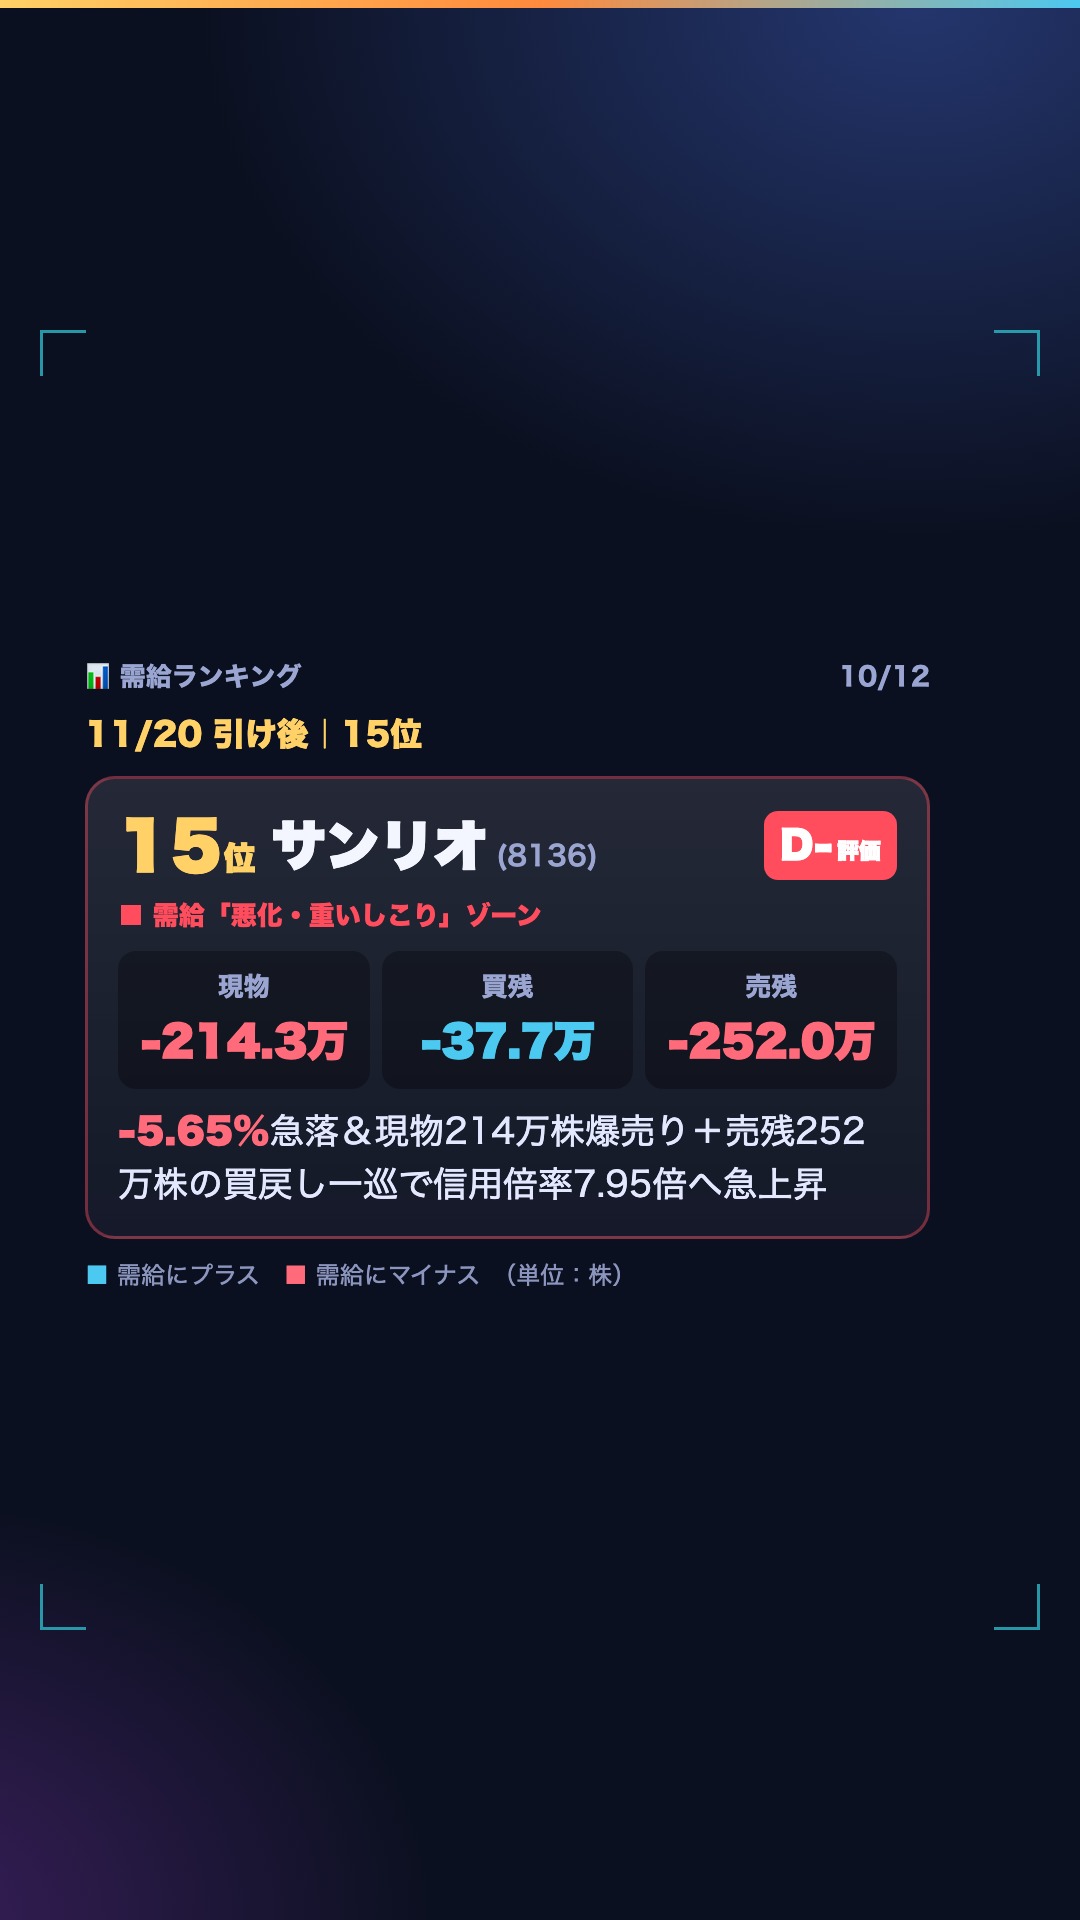 📊 需給ランキング 10/12
11/20 引け後｜15位
15位 サンリオ (8136) D- 評価
■ 需給「悪化・重いしこり」ゾーン
現物 買残 売残
-214.3万 -37.7万 -252.0万
-5.65%急落＆現物214万株爆売り＋売残252
万株の買戻し一巡で信用倍率7.95倍へ急上昇
■ 需給にプラス ■ 需給にマイナス （単位：株）